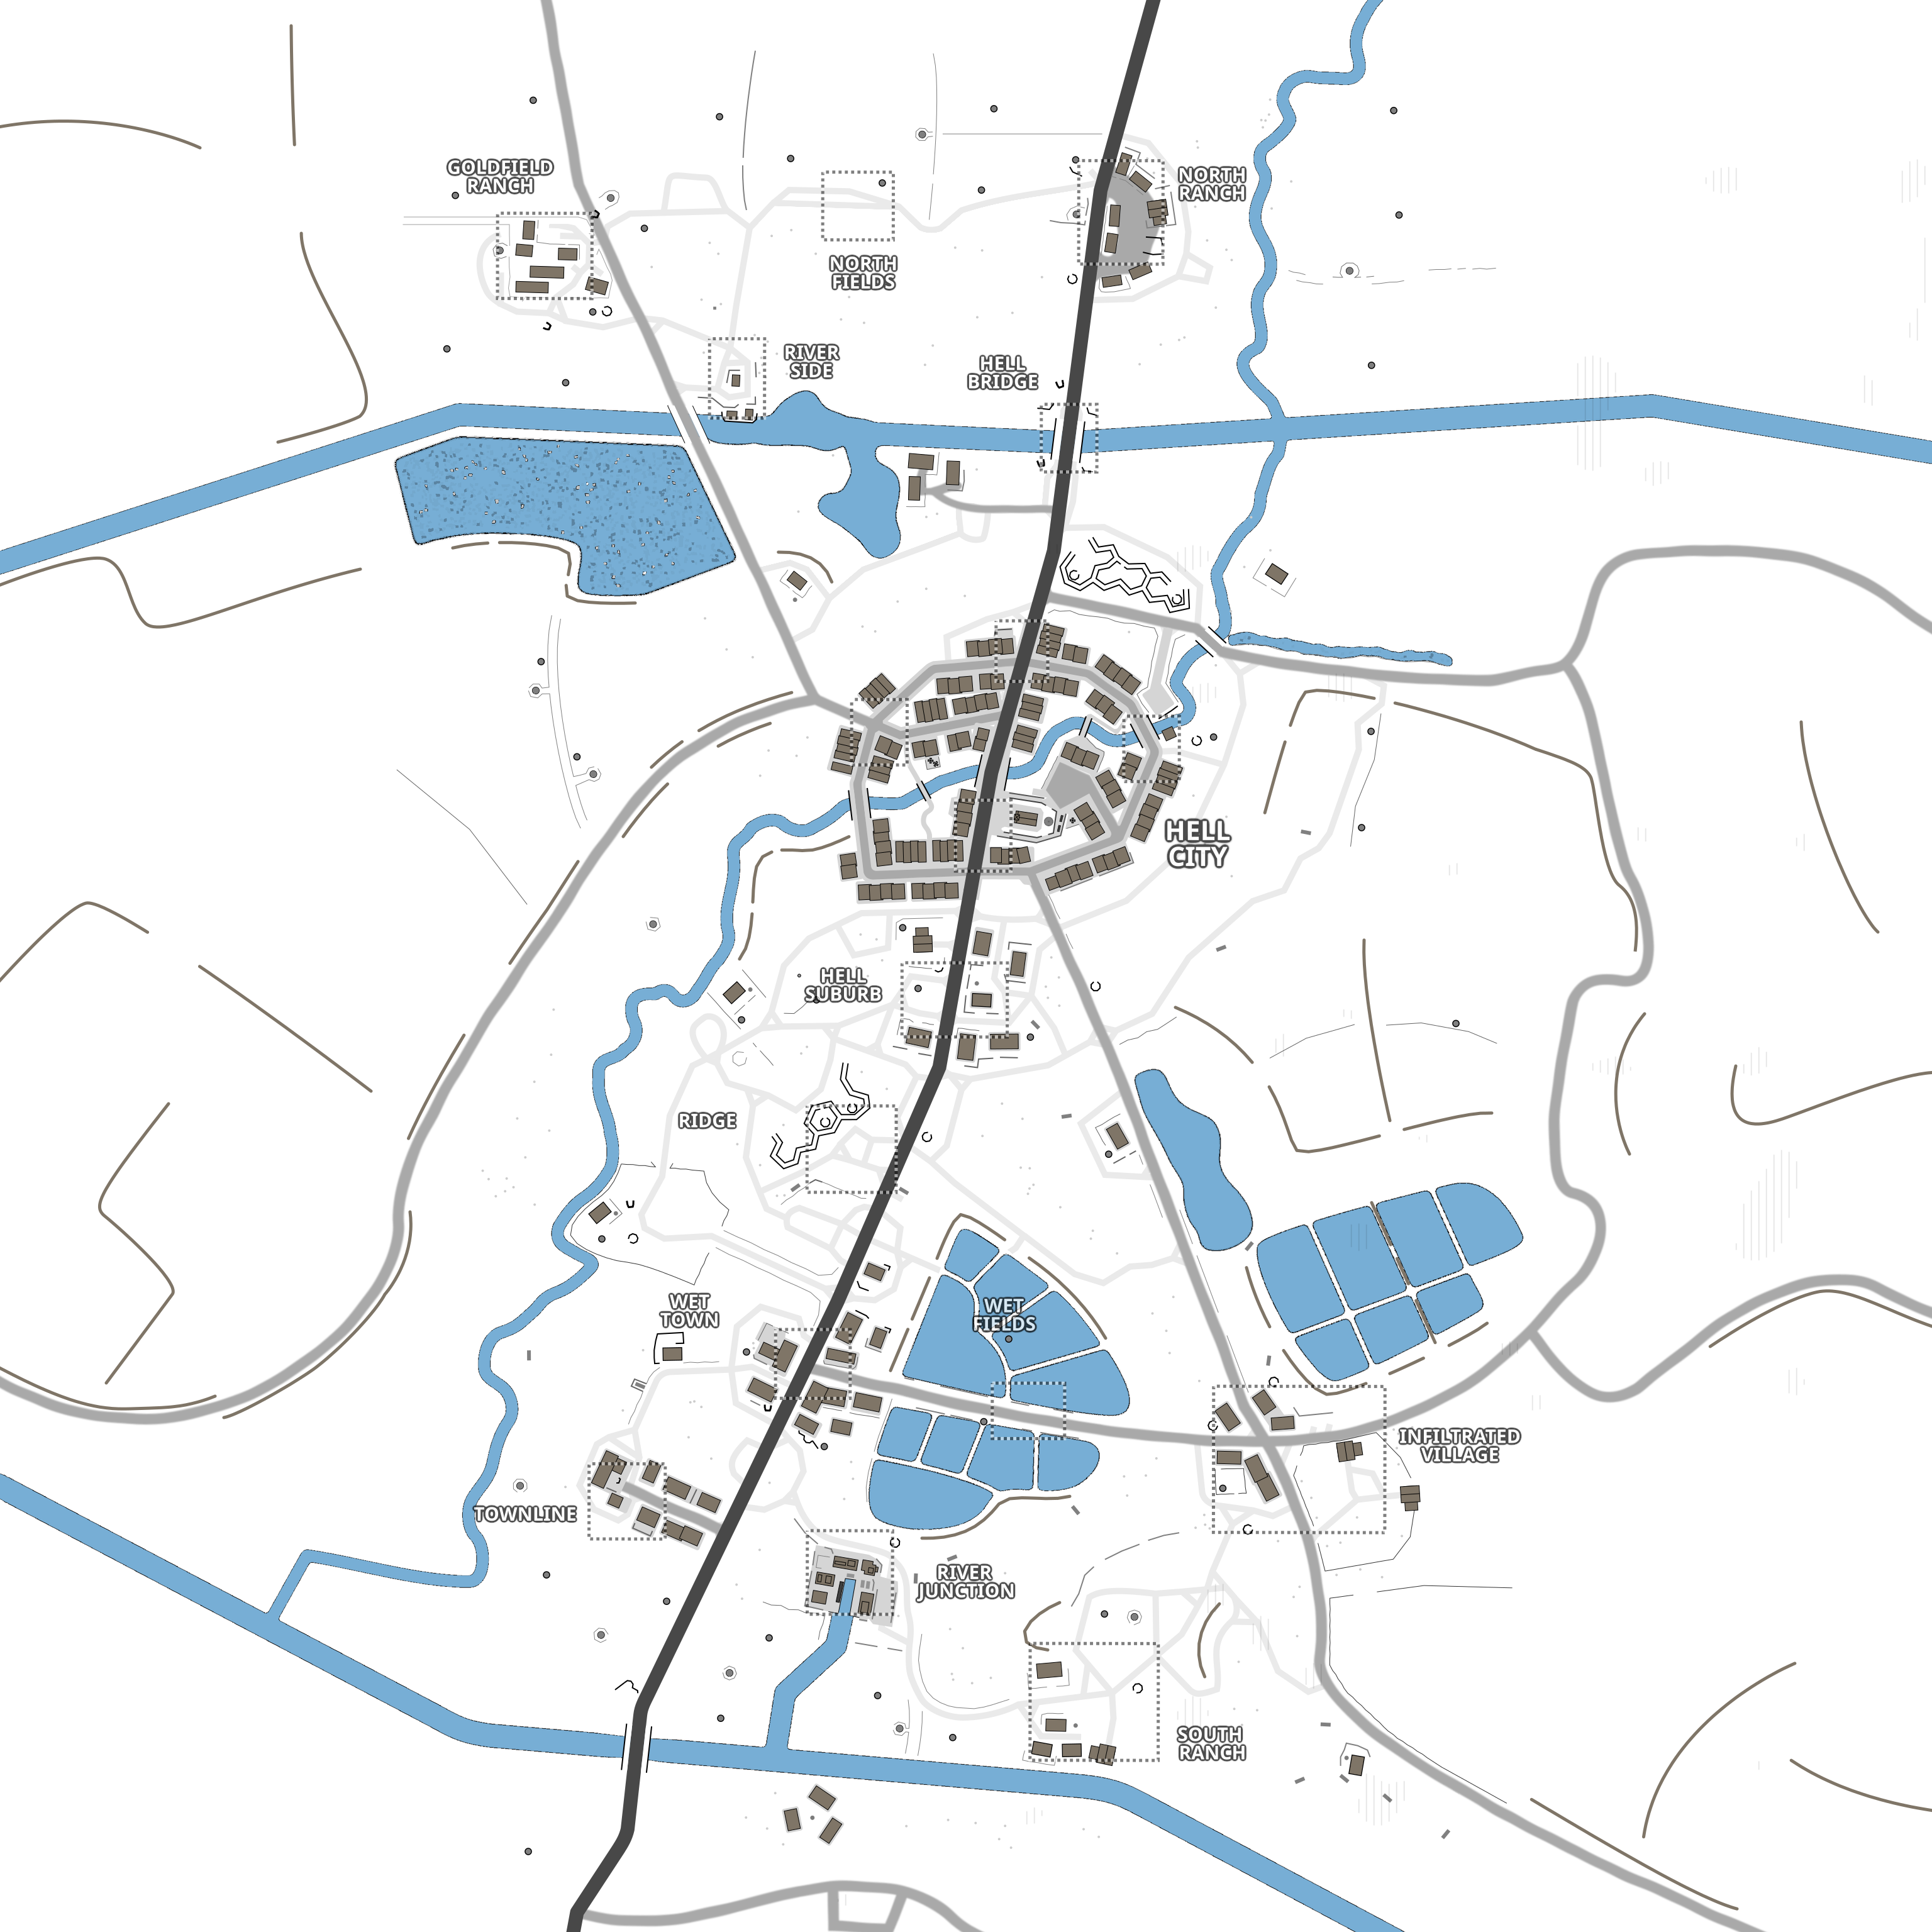 GOLDFIELD
RANCH
NORTH
RANCH
NORTH
FIELDS
RIVER
SIDE
HELL
BRIDGE
HELL
CITY
HELL
SUBURB
RIDGE
WET
TOWN
WET
FIELDS
INFILTRATED
VILLAGE
TOWNLINE
RIVER
JUNCTION
SOUTH
RANCH